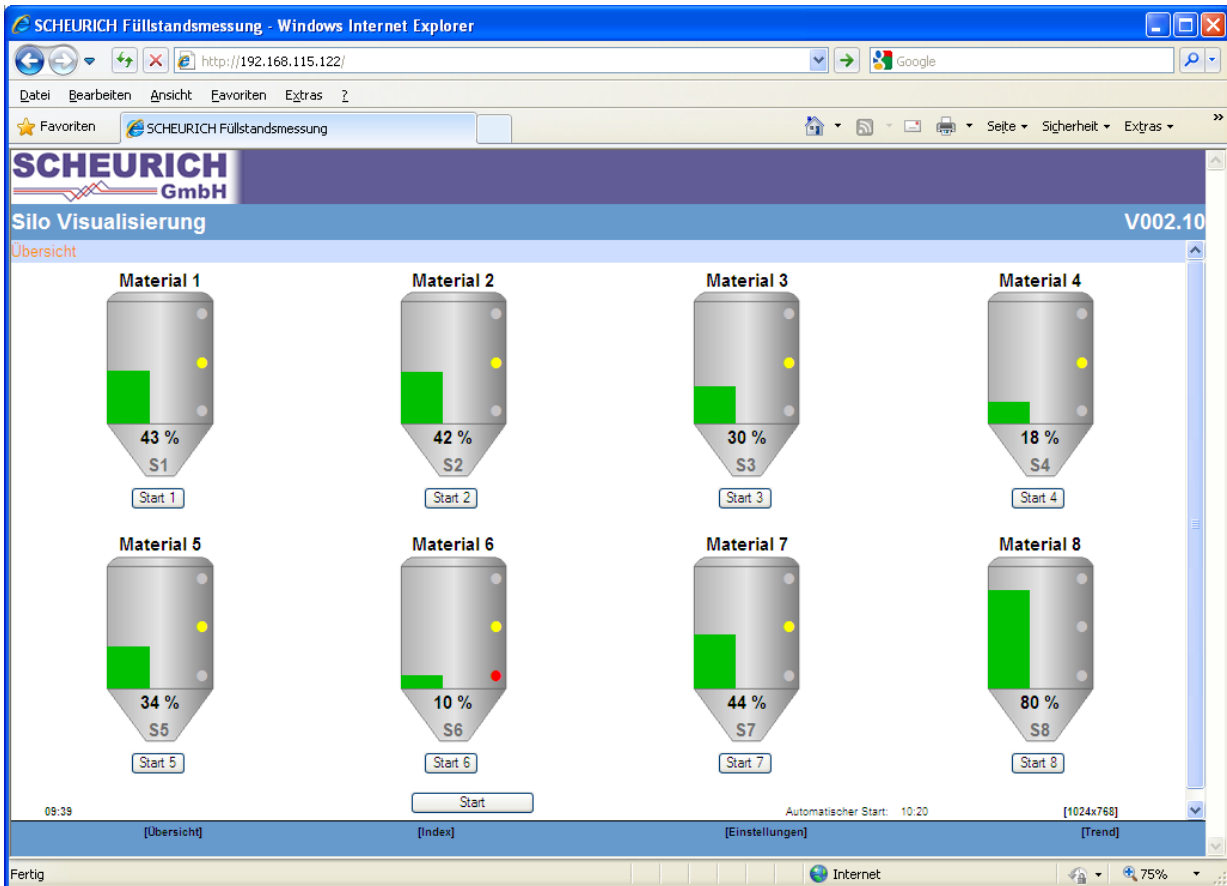 SCHEURICH Füllstandsmessung - Windows Internet Explorer
http://192.168.115.122/
Google
Datei Bearbeiten Ansicht Favoriten Extras ?
Favoriten SCHEURICH Füllstandsmessung Seite Sicherheit Extras »
SCHEURICH
GmbH
Silo Visualisierung V002.10
Übersicht
Material 1 Material 2 Material 3 Material 4
43 % 42 % 30 % 18 %
S1 S2 S3 S4
Start 1 Start 2 Start 3 Start 4
Material 5 Material 6 Material 7 Material 8
34 % 10 % 44 % 80 %
S5 S6 S7 S8
Start 5 Start 6 Start 7 Start 8
Start
09:39 Automatischer Start: 10:20 [1024x768]
[Übersicht] [Index] [Einstellungen] [Trend]
Fertig Internet 75%